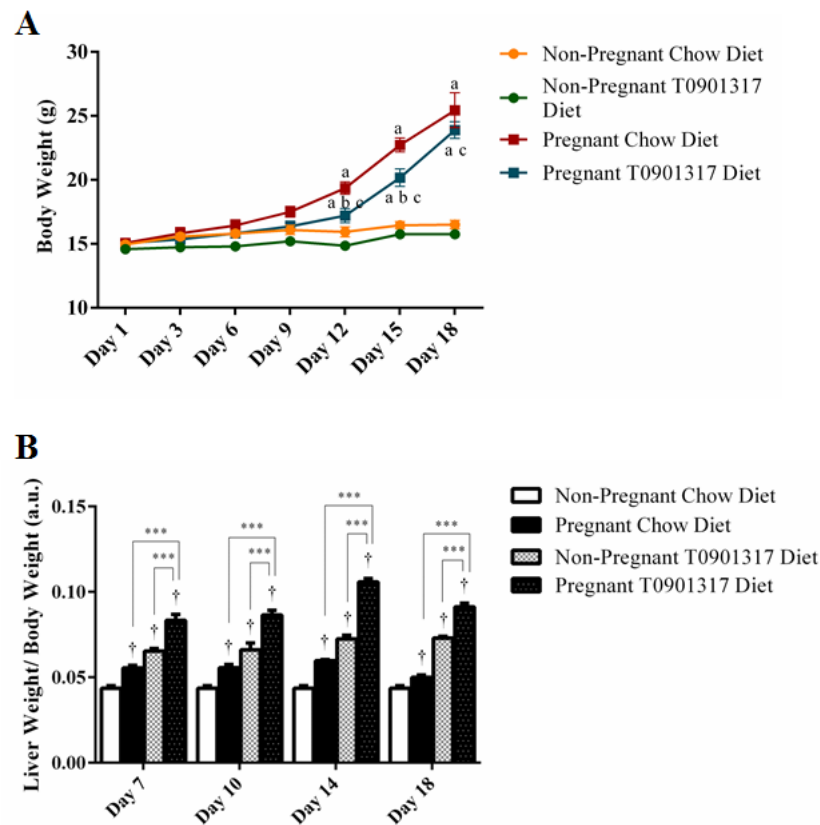 A
Body Weight (g)
30
25
20
15
10
a
a
a
a b c
a b c
a c
Day 1
Day 3
Day 6
Day 9
Day 12
Day 15
Day 18
Non-Pregnant Chow Diet
Non-Pregnant T0901317
Diet
Pregnant Chow Diet
Pregnant T0901317 Diet
B
Liver Weight/ Body Weight (a.u.)
0.15
0.10
0.05
0.00
***
***
† † †
***
***
† † †
***
***
† † †
***
***
† † †
Day 7
Day 10
Day 14
Day 18
Non-Pregnant Chow Diet
Pregnant Chow Diet
Non-Pregnant T0901317 Diet
Pregnant T0901317 Diet